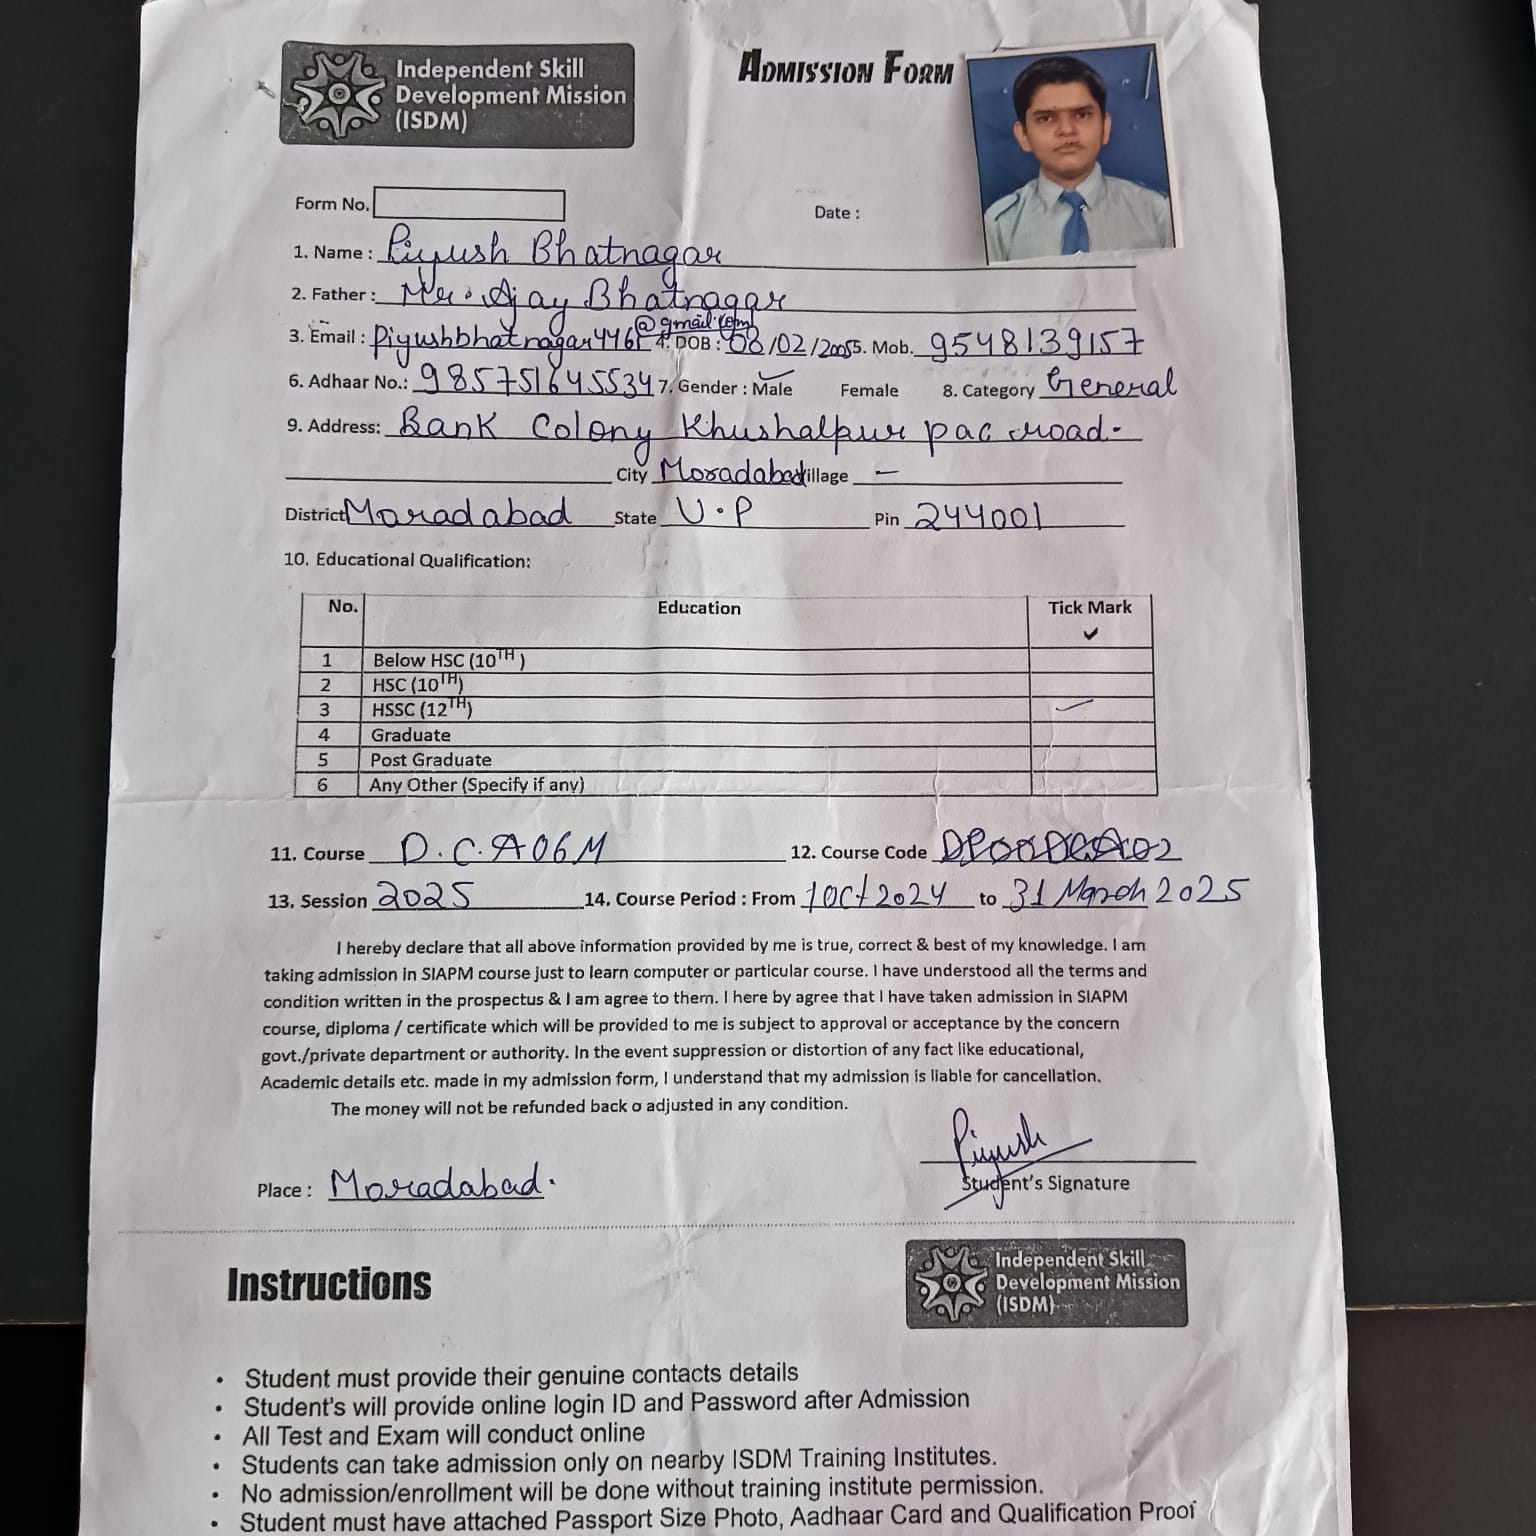 Independent Skill
Development Mission
(ISDM)
ADMISSION FORM
Form No.
Date :
1. Name : Piyush Bhatnagar
2. Father : Mr. Ajay Bhatnagar
@gmail.com
3. Email : Piyushbhatnagar446 4. DOB : 08/02/2005 5. Mob. 9548139157
6. Adhaar No.: 985751645534 7. Gender : Male Female 8. Category General
9. Address: Bank Colony Khushalpur pac road.
City Moradabad Village —
District Moradabad State U.P Pin 244001
10. Educational Qualification:
No. Education Tick Mark
✓
1 Below HSC (10TH )
2 HSC (10TH)
3 HSSC (12TH) ✓
4 Graduate
5 Post Graduate
6 Any Other (Specify if any)
11. Course D.C.A06M 12. Course Code
13. Session 2025 14. Course Period : From 1 Oct 2024 to 31 March 2025
I hereby declare that all above information provided by me is true, correct & best of my knowledge. I am
taking admission in SIAPM course just to learn computer or particular course. I have understood all the terms and
condition written in the prospectus & I am agree to them. I here by agree that I have taken admission in SIAPM
course, diploma / certificate which will be provided to me is subject to approval or acceptance by the concern
govt./private department or authority. In the event suppression or distortion of any fact like educational,
Academic details etc. made in my admission form, I understand that my admission is liable for cancellation.
The money will not be refunded back o adjusted in any condition.
Piyush
Place : Moradabad.
Student's Signature
Instructions
Independent Skill
Development Mission
(ISDM)
• Student must provide their genuine contacts details
• Student's will provide online login ID and Password after Admission
• All Test and Exam will conduct online
• Students can take admission only on nearby ISDM Training Institutes.
• No admission/enrollment will be done without training institute permission.
• Student must have attached Passport Size Photo, Aadhaar Card and Qualification Proof